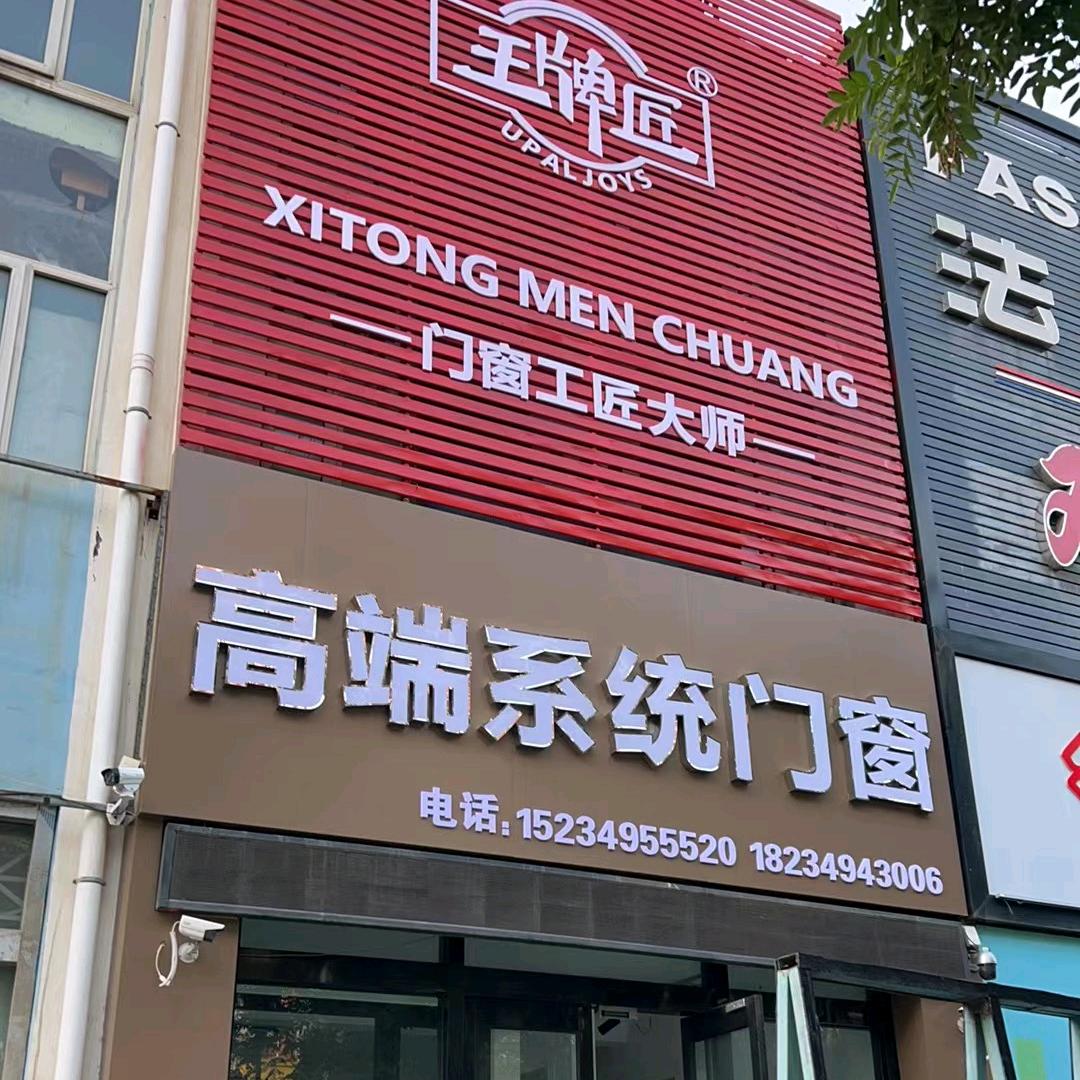 王牌匠®
UPALJOYS
XITONG MEN CHUANG
门窗工匠大师
高端系统门窗
电话:15234955520 18234943006
法